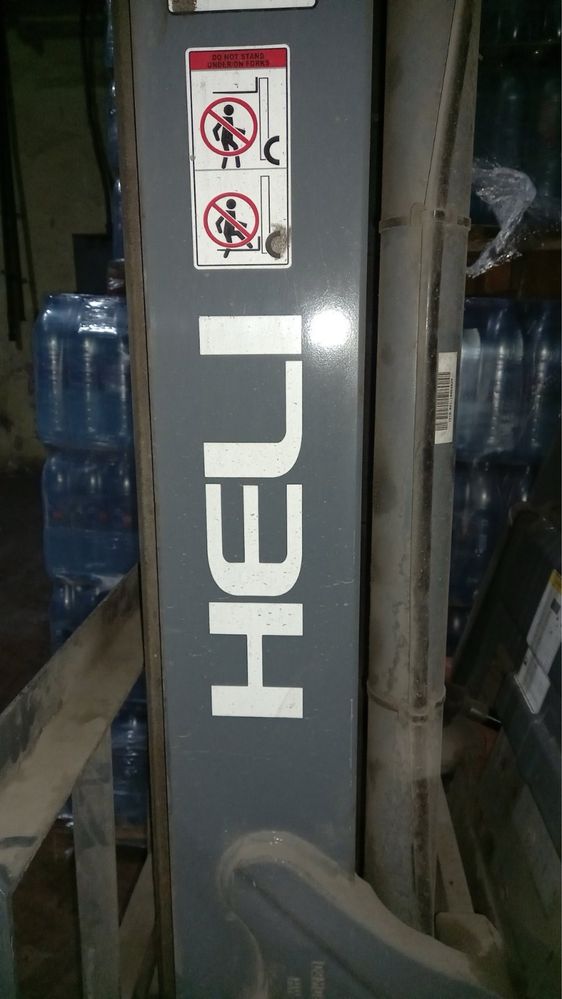 DO NOT STAND
UNDER/ON FORKS
HELI